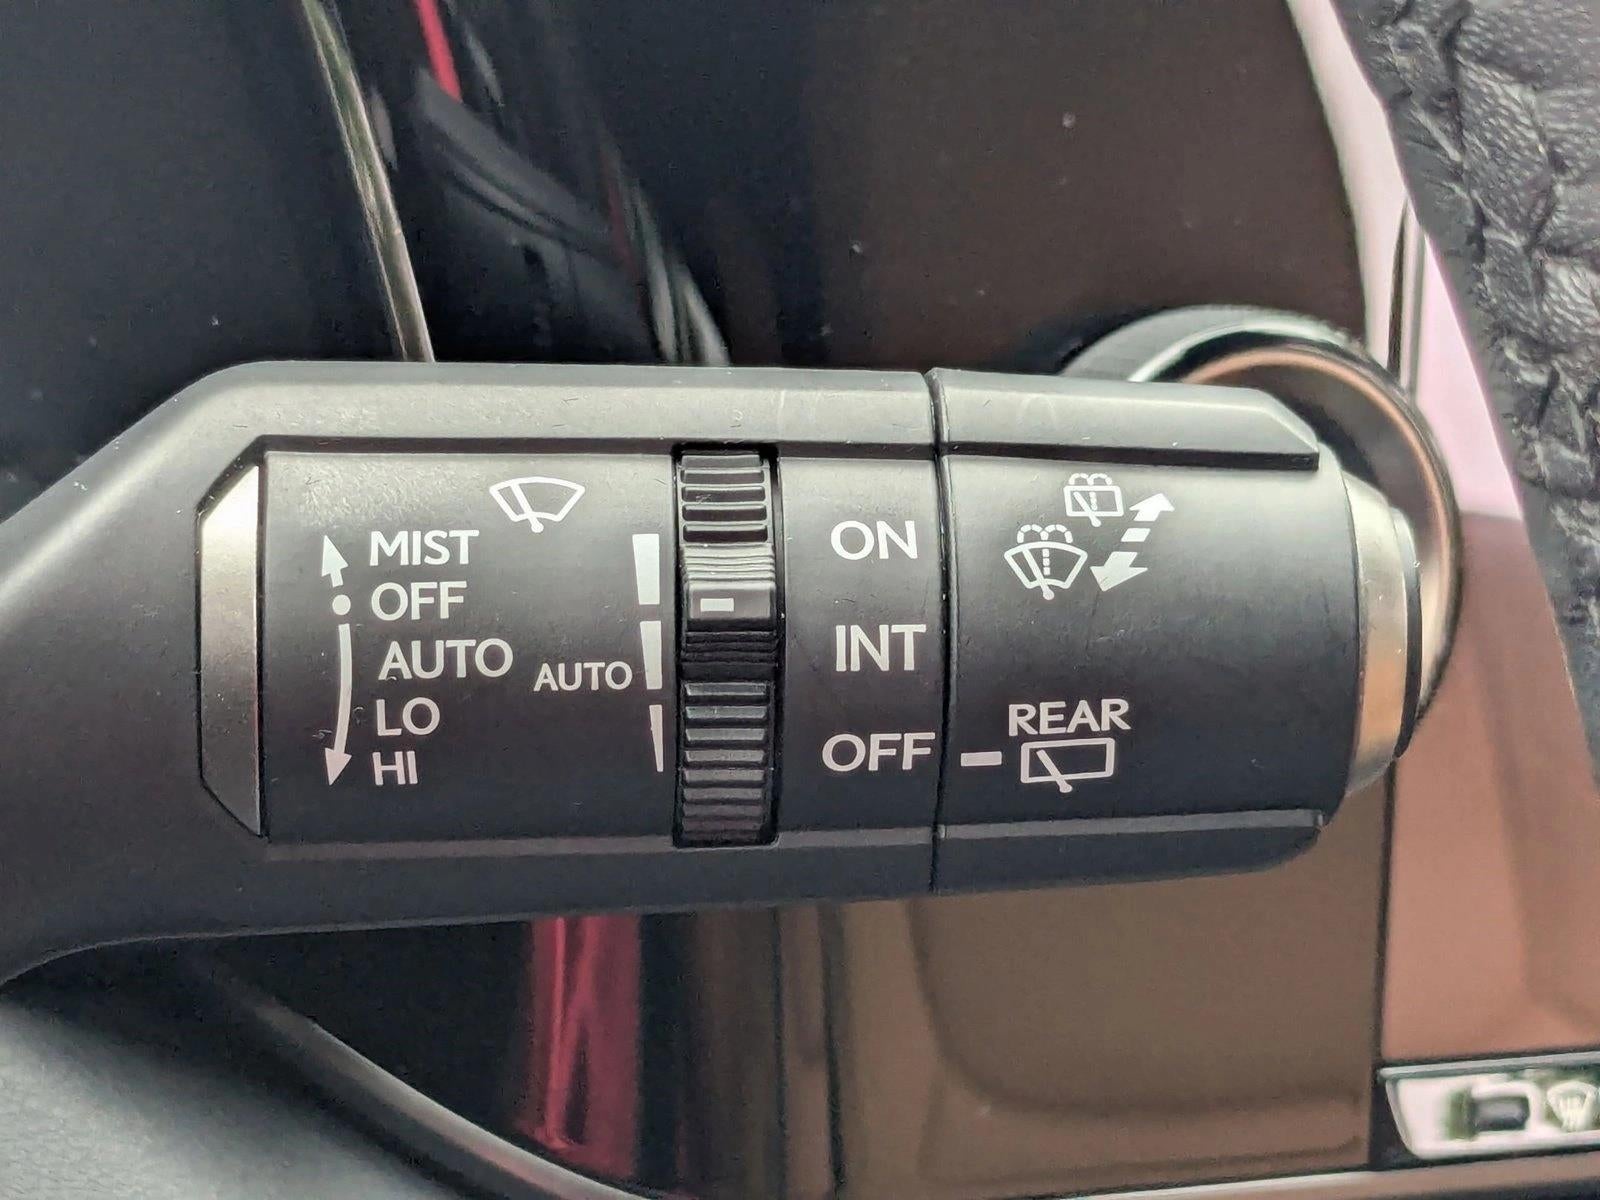 MIST
OFF
AUTO
LO
HI
AUTO
ON
INT
OFF
REAR